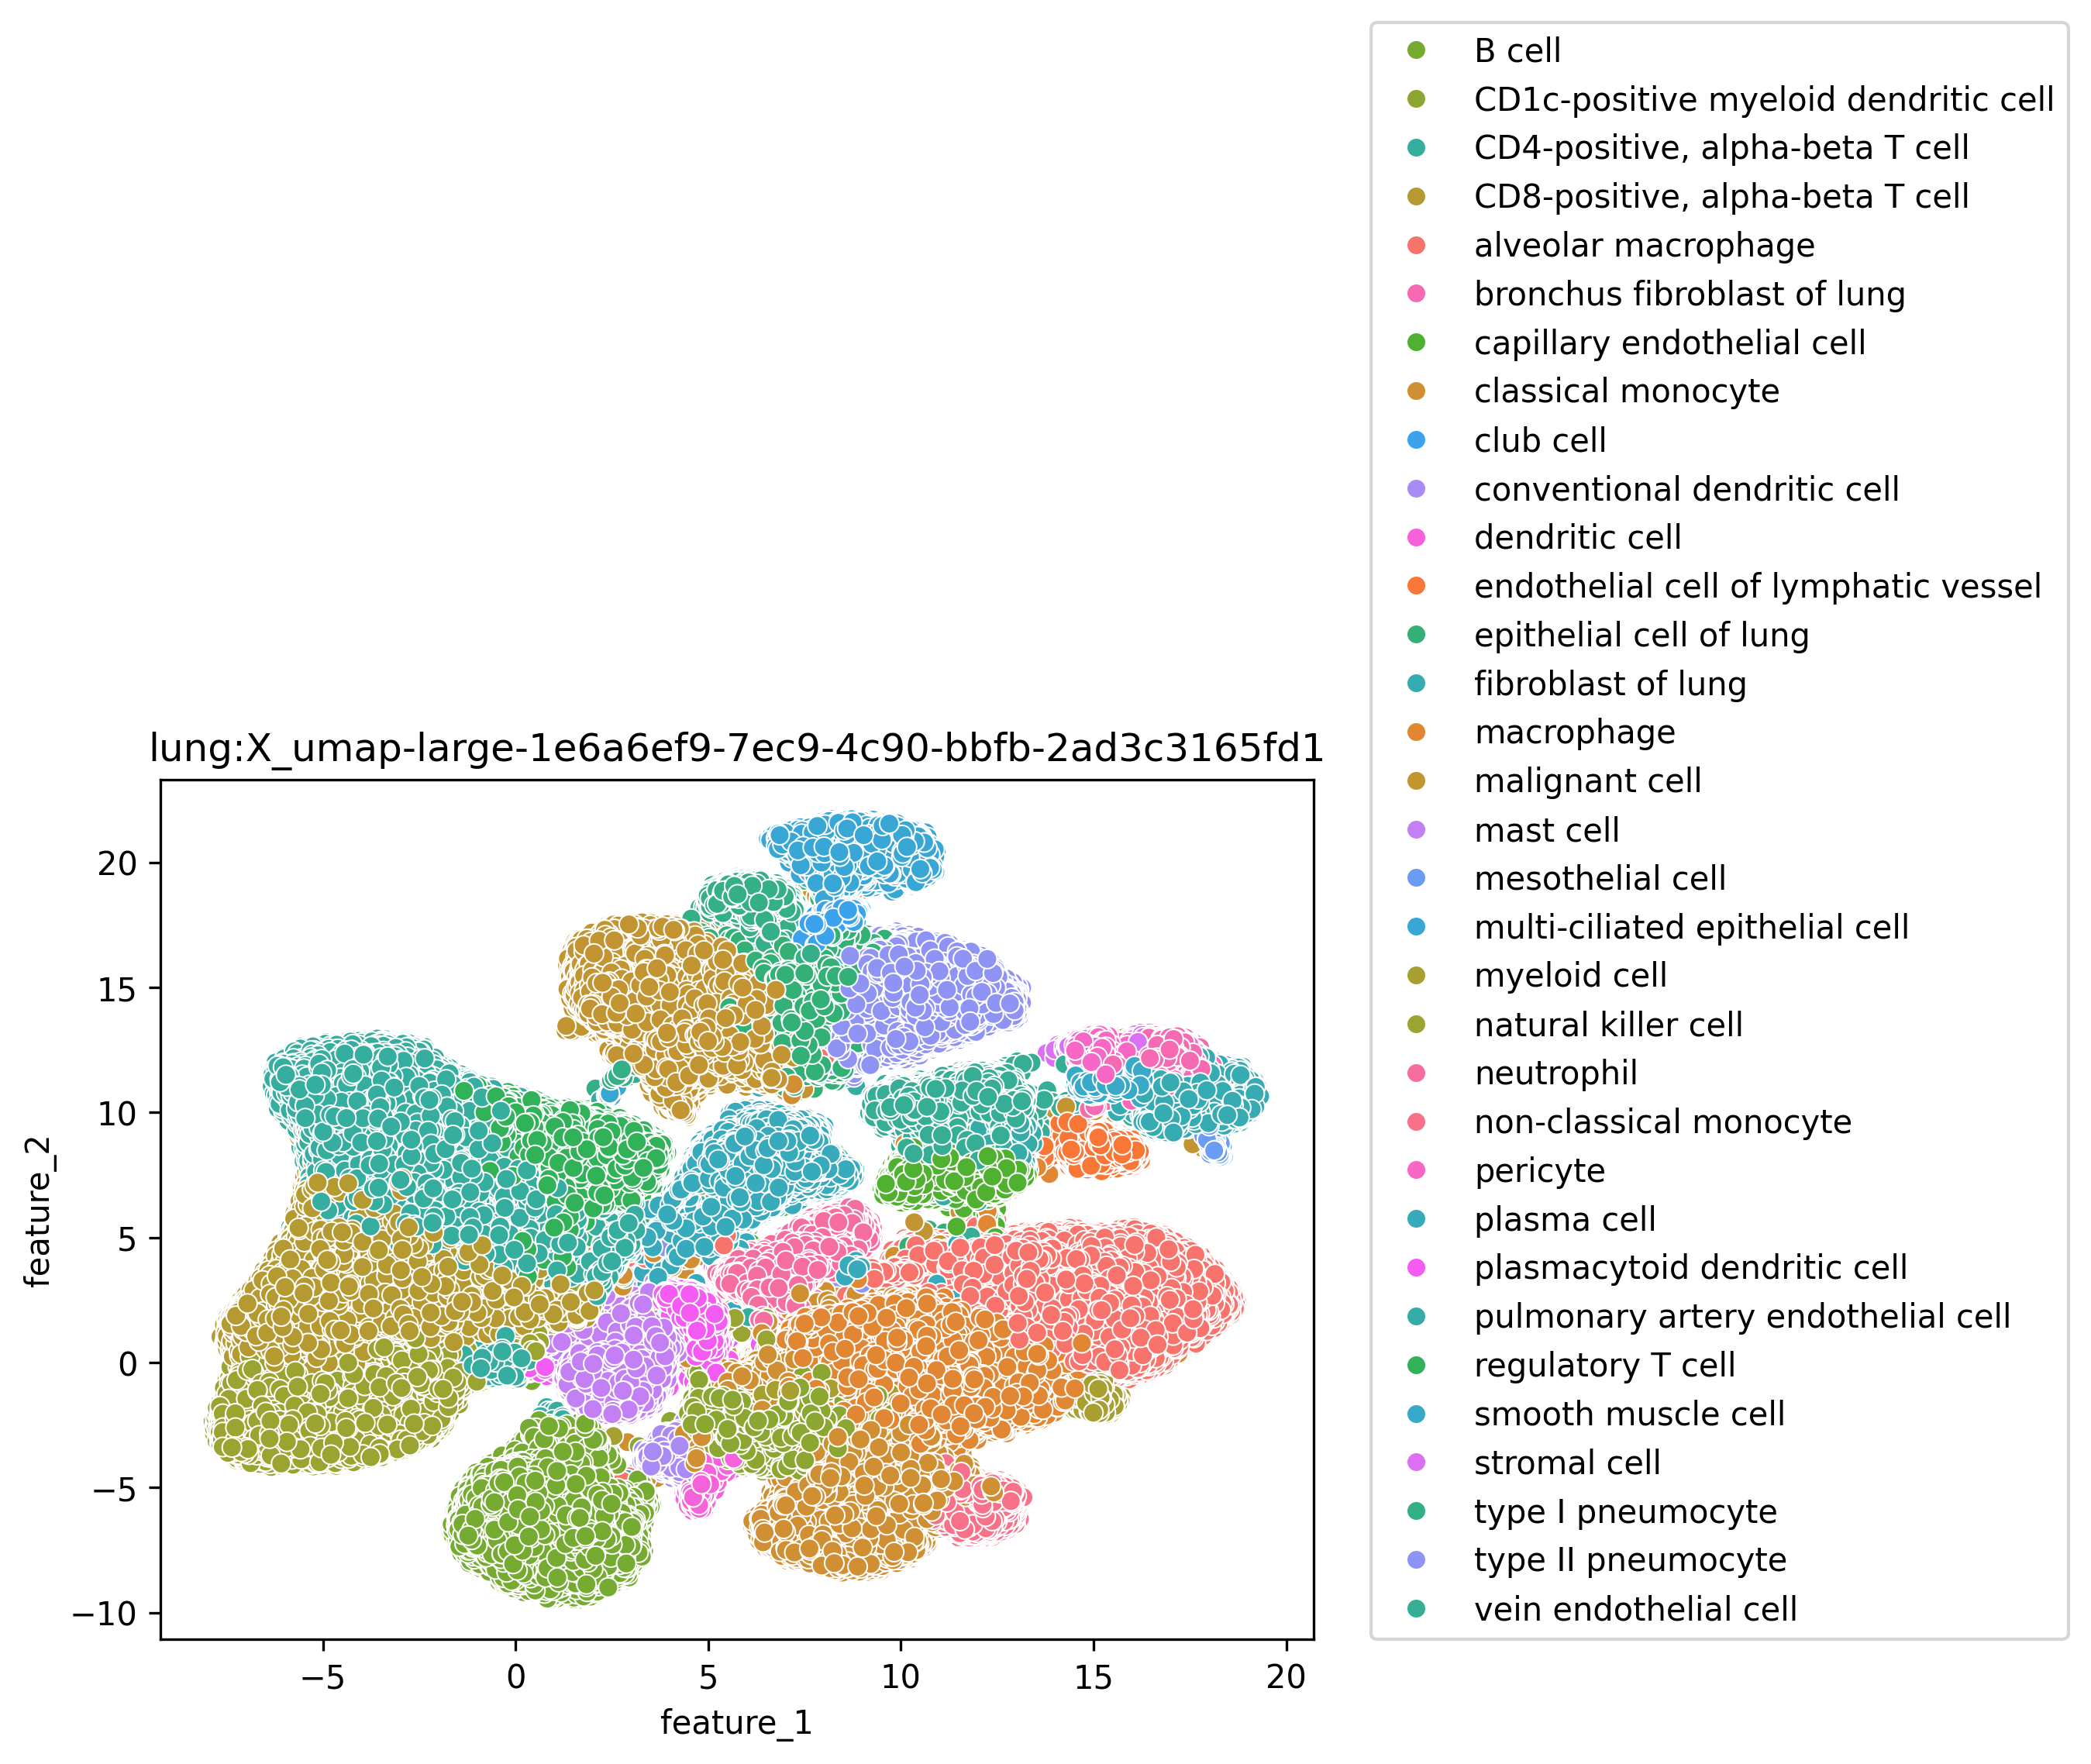 B cell
CD1c-positive myeloid dendritic cell
CD4-positive, alpha-beta T cell
CD8-positive, alpha-beta T cell
alveolar macrophage
bronchus fibroblast of lung
capillary endothelial cell
classical monocyte
club cell
conventional dendritic cell
dendritic cell
endothelial cell of lymphatic vessel
epithelial cell of lung
fibroblast of lung
macrophage
malignant cell
mast cell
mesothelial cell
multi-ciliated epithelial cell
myeloid cell
natural killer cell
neutrophil
non-classical monocyte
pericyte
plasma cell
plasmacytoid dendritic cell
pulmonary artery endothelial cell
regulatory T cell
smooth muscle cell
stromal cell
type I pneumocyte
type II pneumocyte
vein endothelial cell
lung:X_umap-large-1e6a6ef9-7ec9-4c90-bbfb-2ad3c3165fd1
20
15
10
5
0
−5
−10
feature_2
−5 0 5 10 15 20
feature_1